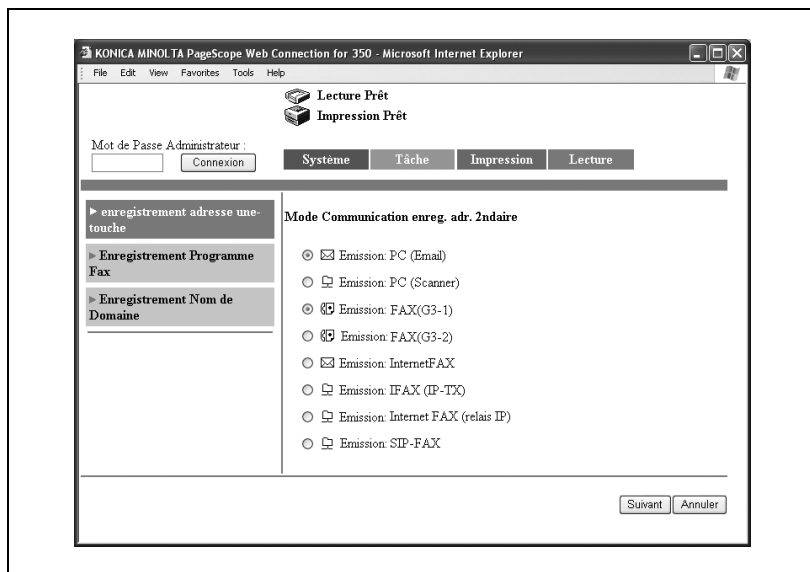 KONICA MINOLTA PageScope Web Connection for 350 - Microsoft Internet Explorer
File Edit View Favorites Tools Help
Lecture Prêt
Impression Prêt
Mot de Passe Administrateur :
Connexion
Système Tâche Impression Lecture
enregistrement adresse une-
touche
Enregistrement Programme
Fax
Enregistrement Nom de
Domaine
Mode Communication enreg. adr. 2ndaire
Emission: PC (Email)
Emission: PC (Scanner)
Emission: FAX(G3-1)
Emission: FAX(G3-2)
Emission: InternetFAX
Emission: IFAX (IP-TX)
Emission: Internet FAX (relais IP)
Emission: SIP-FAX
Suivant Annuler